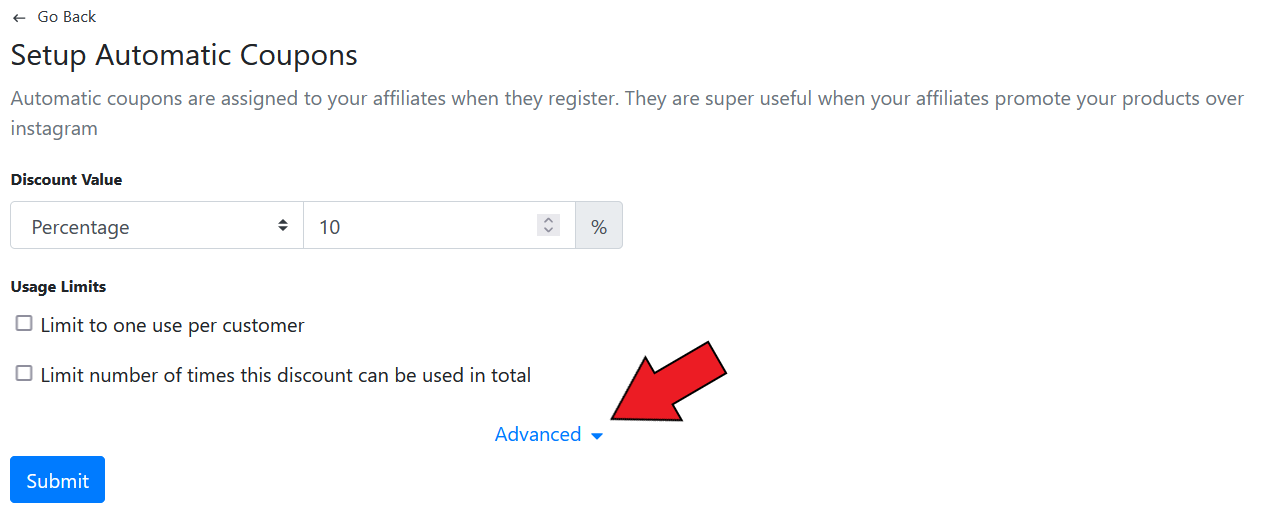 ← Go Back
Setup Automatic Coupons
Automatic coupons are assigned to your affiliates when they register. They are super useful when your affiliates promote your products over
instagram
Discount Value
Percentage 10 %
Usage Limits
Limit to one use per customer
Limit number of times this discount can be used in total
Advanced
Submit